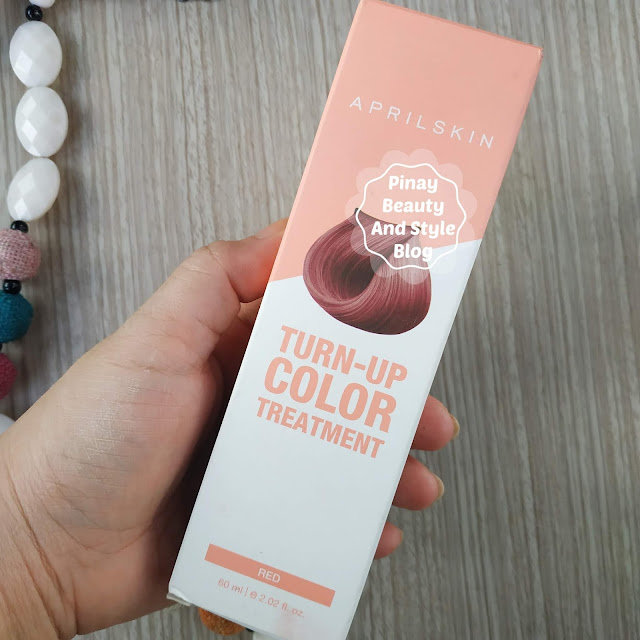 APRILSKIN
Pinay
Beauty
And Style
Blog
TURN-UP
COLOR
TREATMENT
RED
60 ml | ℮ 2.02 fl.oz.